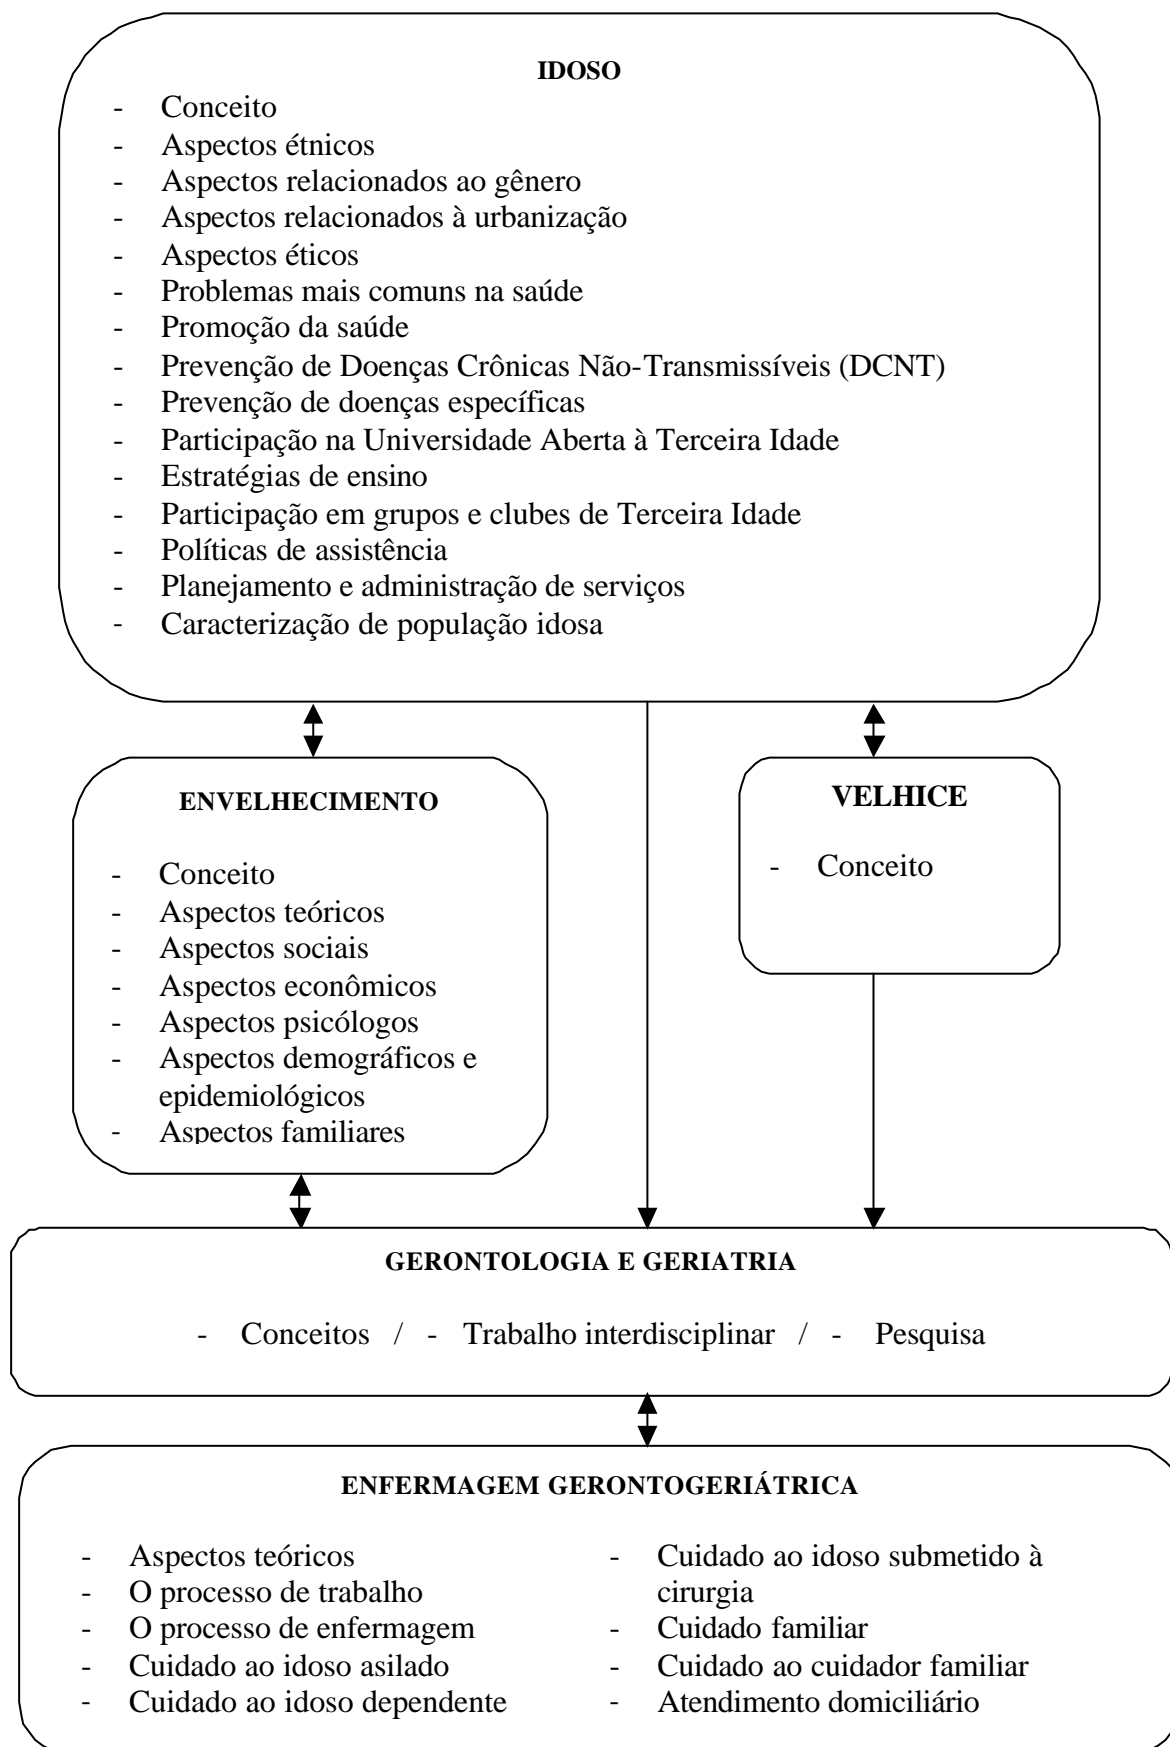 IDOSO
- Conceito
- Aspectos étnicos
- Aspectos relacionados ao gênero
- Aspectos relacionados à urbanização
- Aspectos éticos
- Problemas mais comuns na saúde
- Promoção da saúde
- Prevenção de Doenças Crônicas Não-Transmissíveis (DCNT)
- Prevenção de doenças específicas
- Participação na Universidade Aberta à Terceira Idade
- Estratégias de ensino
- Participação em grupos e clubes de Terceira Idade
- Políticas de assistência
- Planejamento e administração de serviços
- Caracterização de população idosa
ENVELHECIMENTO
- Conceito
- Aspectos teóricos
- Aspectos sociais
- Aspectos econômicos
- Aspectos psicólogos
- Aspectos demográficos e
epidemiológicos
- Aspectos familiares
VELHICE
- Conceito
GERONTOLOGIA E GERIATRIA
- Conceitos / - Trabalho interdisciplinar / - Pesquisa
ENFERMAGEM GERONTOGERIÁTRICA
- Aspectos teóricos
- O processo de trabalho
- O processo de enfermagem
- Cuidado ao idoso asilado
- Cuidado ao idoso dependente
- Cuidado ao idoso submetido à
cirurgia
- Cuidado familiar
- Cuidado ao cuidador familiar
- Atendimento domiciliário